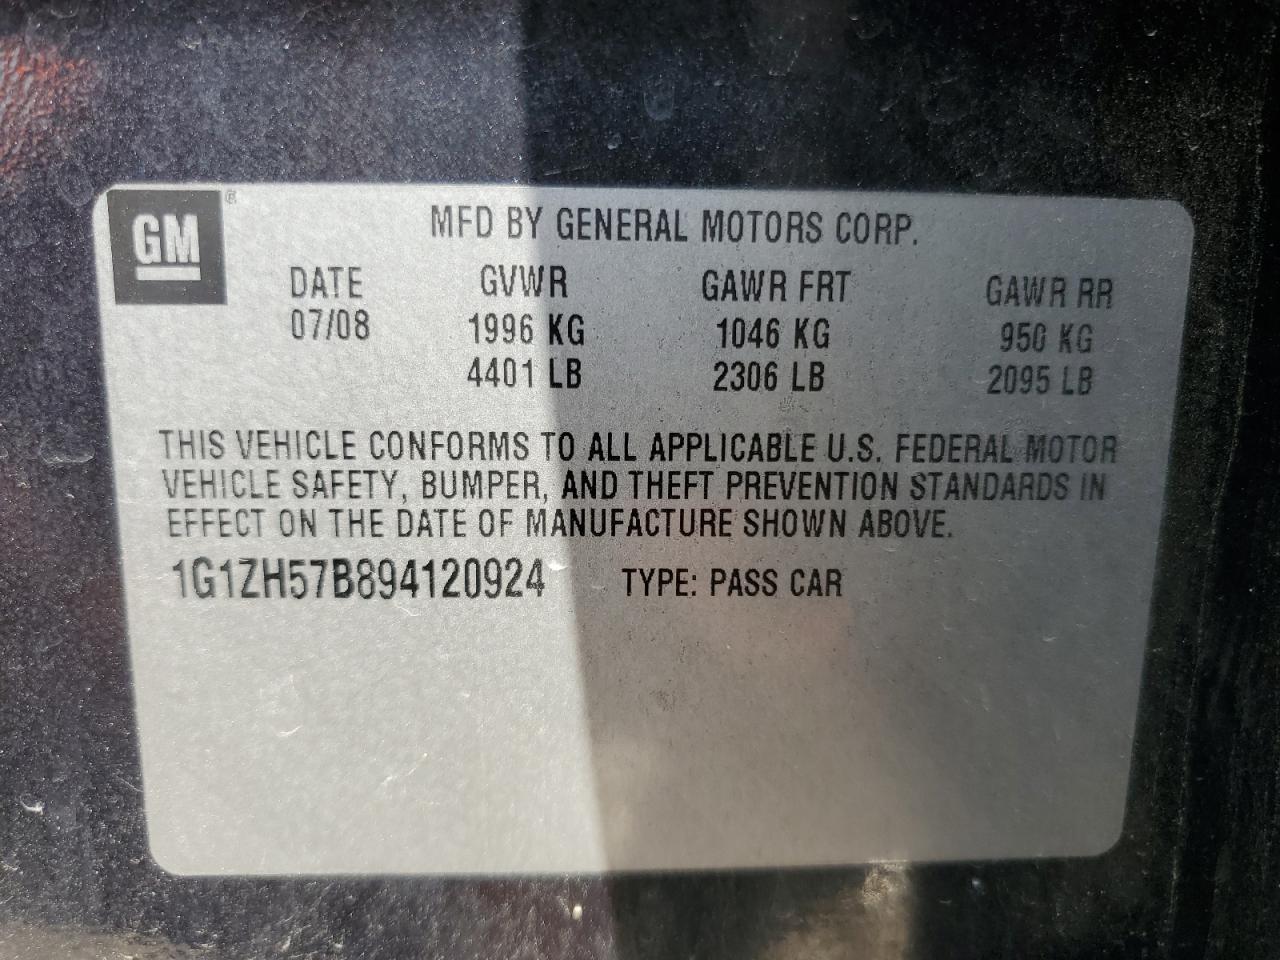 GM®
MFD BY GENERAL MOTORS CORP.
DATE GVWR GAWR FRT GAWR RR
07/08 1996 KG 1046 KG 950 KG
4401 LB 2306 LB 2095 LB
THIS VEHICLE CONFORMS TO ALL APPLICABLE U.S. FEDERAL MOTOR
VEHICLE SAFETY, BUMPER, AND THEFT PREVENTION STANDARDS IN
EFFECT ON THE DATE OF MANUFACTURE SHOWN ABOVE.
1G1ZH57B894120924 TYPE: PASS CAR